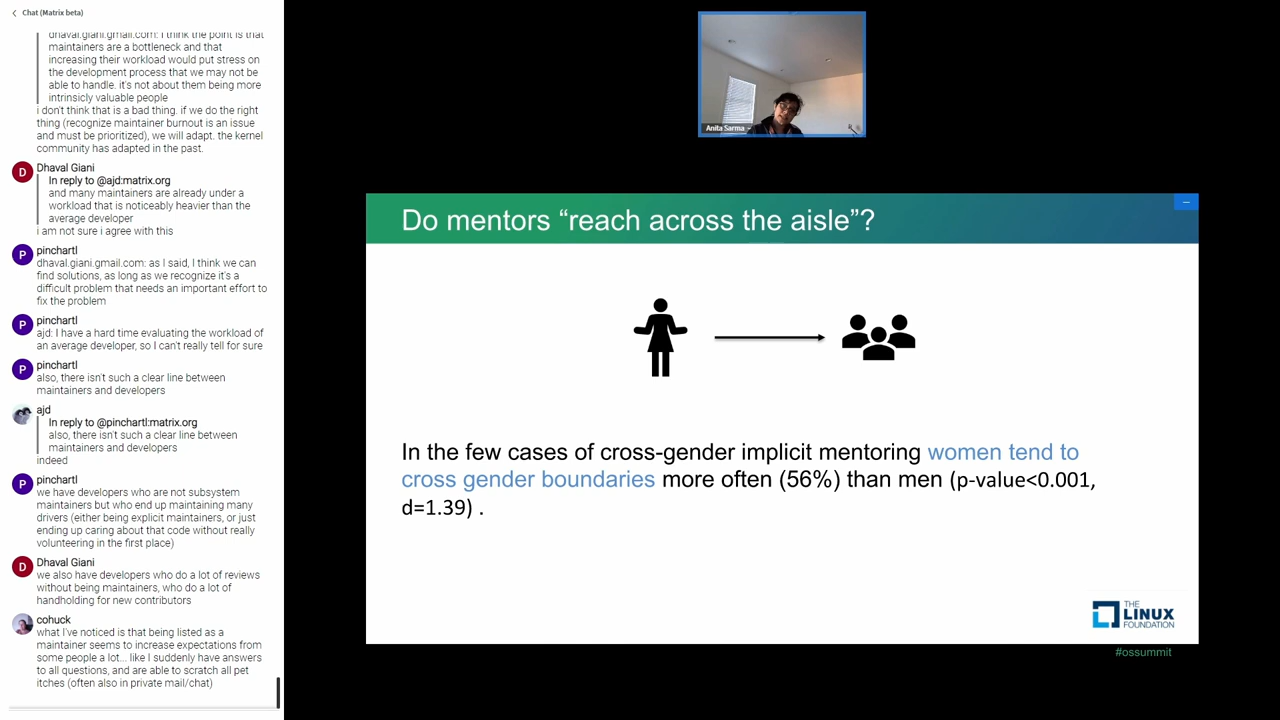 Chat (Matrix beta)
dhaval.giani.gmail.com: I think the point is that
maintainers are a bottleneck and that
increasing their workload would put stress on
the development process that we may not be
able to handle. it's not about them being more
intrinsicly valuable people
i don't think that is a bad thing. if we do the right
thing (recognize maintainer burnout is an issue
and must be prioritized), we will adapt. the kernel
community has adapted in the past.
D
Dhaval Giani
In reply to @ajd:matrix.org
and many maintainers are already under a
workload that is noticeably heavier than the
average developer
i am not sure i agree with this
P
pinchartl
dhaval.giani.gmail.com: as I said, I think we can
find solutions, as long as we recognize it's a
difficult problem that needs an important effort to
fix the problem
P
pinchartl
ajd: I have a hard time evaluating the workload of
an average developer, so I can't really tell for sure
P
pinchartl
also, there isn't such a clear line between
maintainers and developers
ajd
In reply to @pinchartl:matrix.org
also, there isn't such a clear line between
maintainers and developers
indeed
P
pinchartl
we have developers who are not subsystem
maintainers but who end up maintaining many
drivers (either being explicit maintainers, or just
ending up caring about that code without really
volunteering in the first place)
D
Dhaval Giani
we also have developers who do a lot of reviews
without being maintainers, who do a lot of
handholding for new contributors
cohuck
what I've noticed is that being listed as a
maintainer seems to increase expectations from
some people a lot... like I suddenly have answers
to all questions, and are able to scratch all pet
itches (often also in private mail/chat)
Anita Sarma
Do mentors “reach across the aisle”?
In the few cases of cross-gender implicit mentoring women tend to
cross gender boundaries more often (56%) than men (p-value<0.001,
d=1.39) .
THE
LINUX
FOUNDATION
#ossummit